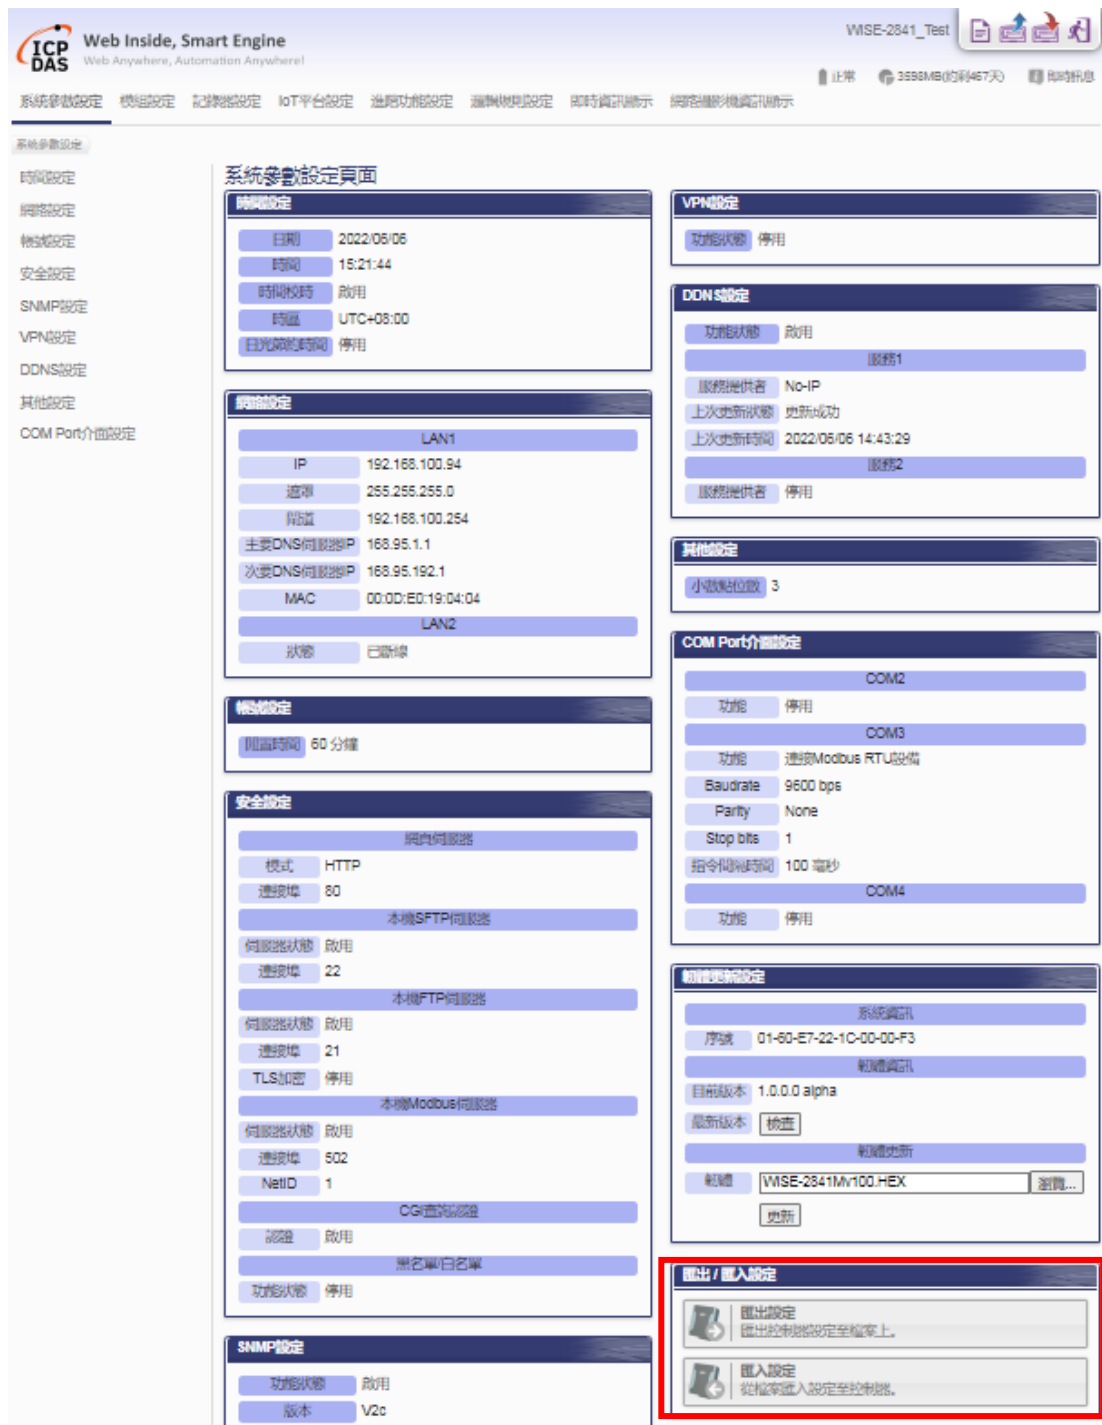 ICP
DAS
Web Inside, Smart Engine
Web Anywhere, Automation Anywhere!
WISE-2841_Test
正常 3598MB(約剩467天) 即時訊息
系統參數設定 模組設定 記錄器設定 IoT平台設定 進階功能設定 邏輯規則設定 即時資訊顯示 網路攝影機資訊顯示
系統參數設定
時間設定
網路設定
帳號設定
安全設定
SNMP設定
VPN設定
DDNS設定
其他設定
COM Port介面設定
系統參數設定頁面
時間設定
日期 2022/06/06
時間 15:21:44
時間校時 啟用
時區 UTC+08:00
日光節約時間 停用
網路設定
LAN1
IP 192.168.100.94
遮罩 255.255.255.0
閘道 192.168.100.254
主要DNS伺服器IP 168.95.1.1
次要DNS伺服器IP 168.95.192.1
MAC 00:0D:E0:19:04:04
LAN2
狀態 已斷線
帳號設定
閒置時間 60 分鐘
安全設定
網頁伺服器
模式 HTTP
連接埠 80
本機SFTP伺服器
伺服器狀態 啟用
連接埠 22
本機FTP伺服器
伺服器狀態 啟用
連接埠 21
TLS加密 停用
本機Modbus伺服器
伺服器狀態 啟用
連接埠 502
NetID 1
CGI查詢認證
認證 啟用
黑名單/白名單
功能狀態 停用
SNMP設定
功能狀態 啟用
版本 V2c
VPN設定
功能狀態 停用
DDNS設定
功能狀態 啟用
服務1
服務提供者 No-IP
上次更新狀態 更新成功
上次更新時間 2022/06/06 14:43:29
服務2
服務提供者 停用
其他設定
小數點位數 3
COM Port介面設定
COM2
功能 停用
COM3
功能 連接Modbus RTU設備
Baudrate 9600 bps
Parity None
Stop bits 1
指令間隔時間 100 毫秒
COM4
功能 停用
韌體更新設定
系統資訊
序號 01-60-E7-22-1C-00-00-F3
韌體資訊
目前版本 1.0.0.0 alpha
最新版本 檢查
韌體更新
韌體 WISE-2841Mv100.HEX 瀏覽...
更新
匯出 / 匯入設定
匯出設定
匯出控制器設定至檔案上。
匯入設定
從檔案匯入設定至控制器。